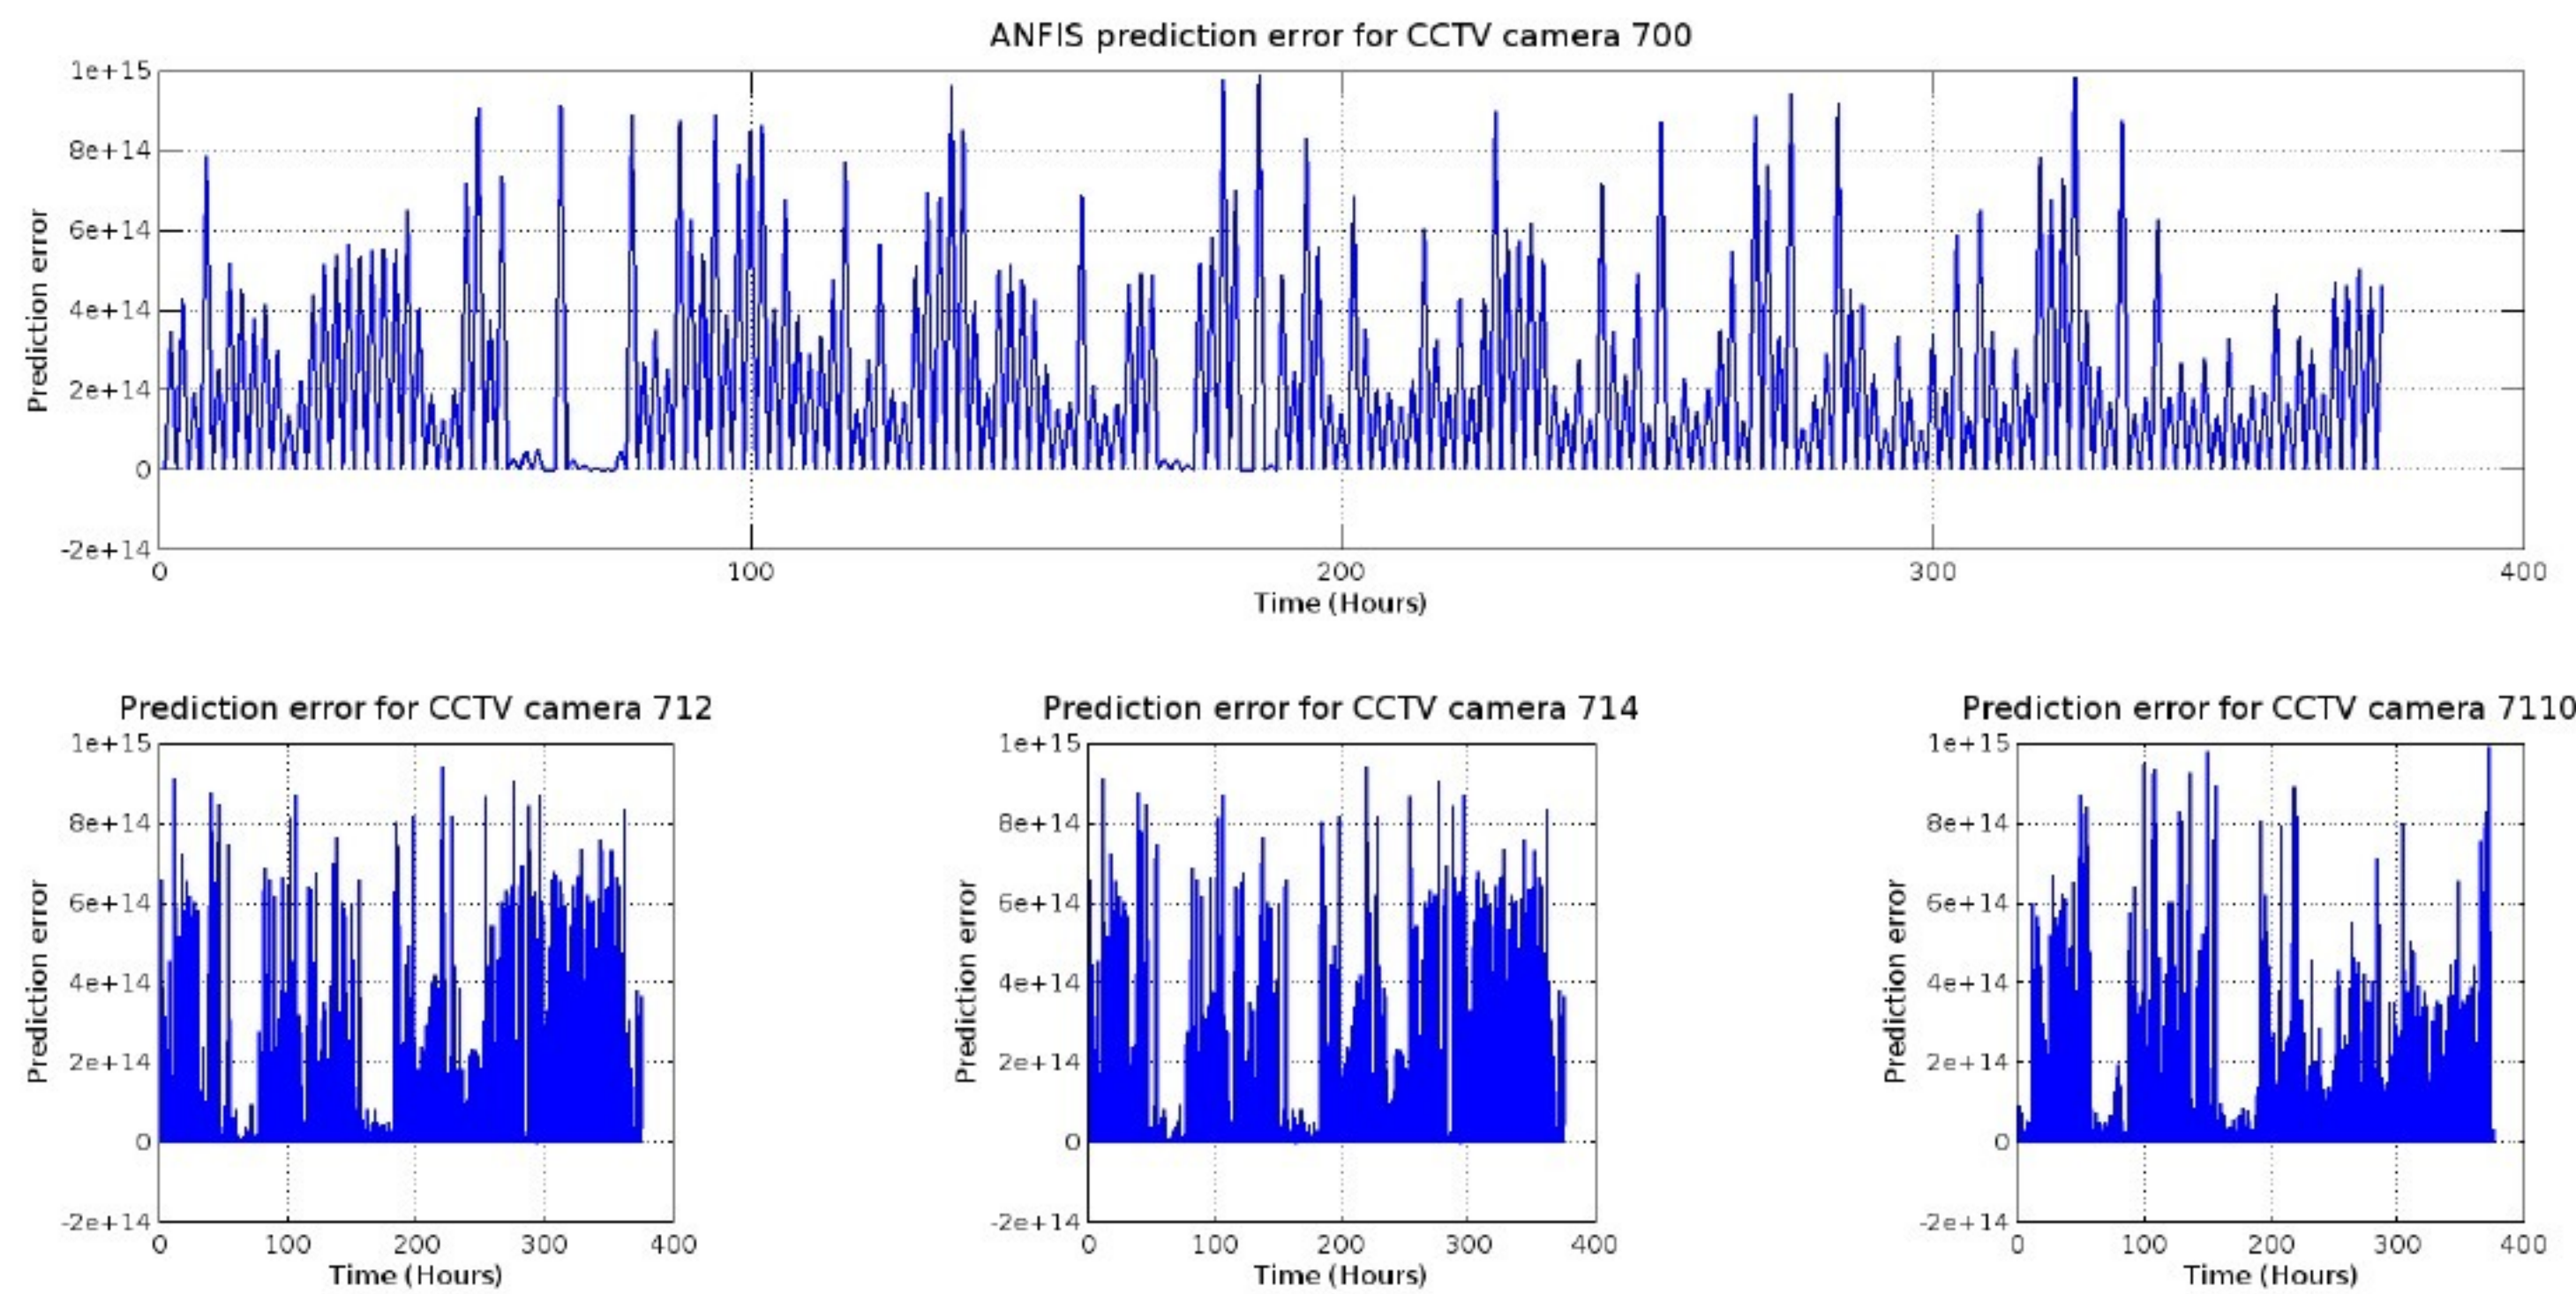 ANFIS prediction error for CCTV camera 700
1e+15
8e+14
6e+14
4e+14
2e+14
0
-2e+14
Prediction error
0 100 200 300 400
Time (Hours)
Prediction error for CCTV camera 712
1e+15
8e+14
6e+14
4e+14
2e+14
0
-2e+14
Prediction error
0 100 200 300 400
Time (Hours)
Prediction error for CCTV camera 714
1e+15
8e+14
6e+14
4e+14
2e+14
0
-2e+14
Prediction error
0 100 200 300 400
Time (Hours)
Prediction error for CCTV camera 7110
1e+15
8e+14
6e+14
4e+14
2e+14
0
-2e+14
Prediction error
0 100 200 300 400
Time (Hours)